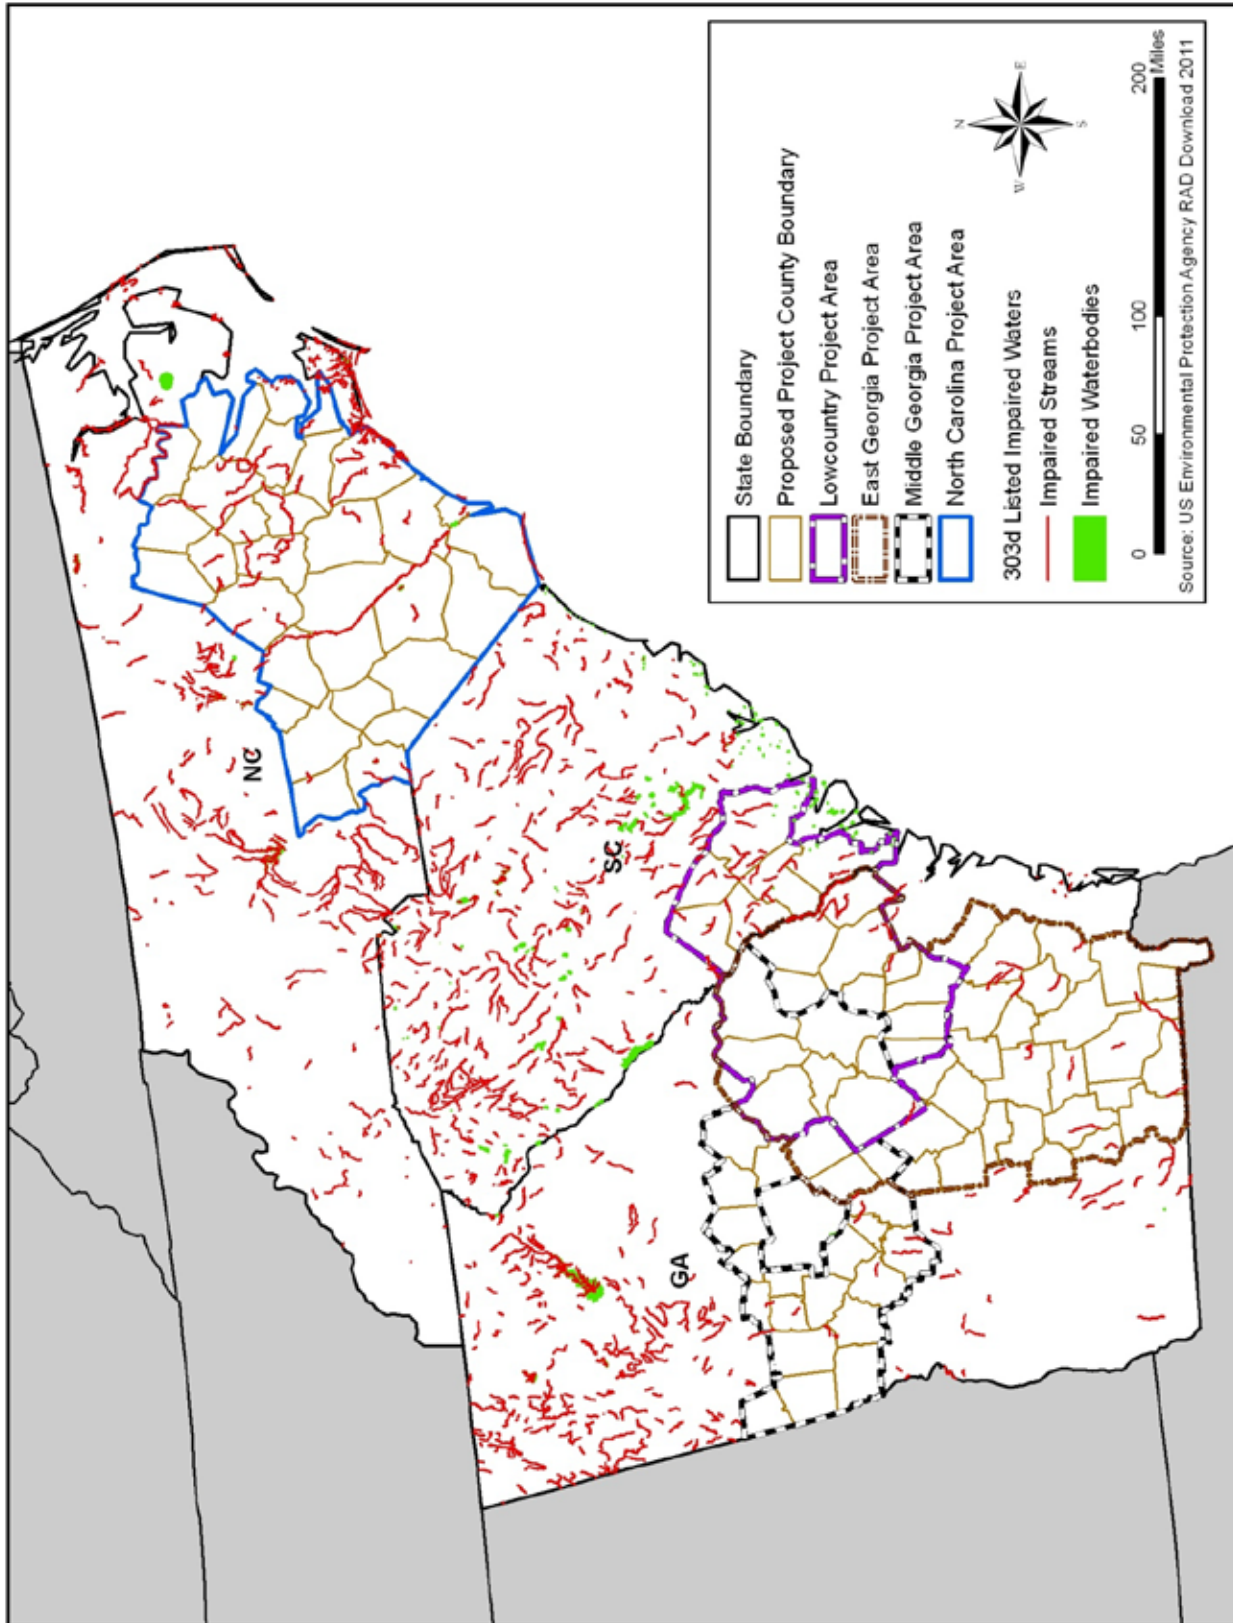 NC
SC
GA
State Boundary
Proposed Project County Boundary
Lowcountry Project Area
East Georgia Project Area
Middle Georgia Project Area
North Carolina Project Area
303d Listed Impaired Waters
Impaired Streams
Impaired Waterbodies
N
W E
S
0 50 100 200
Miles
Source: US Environmental Protection Agency RAD Download 2011